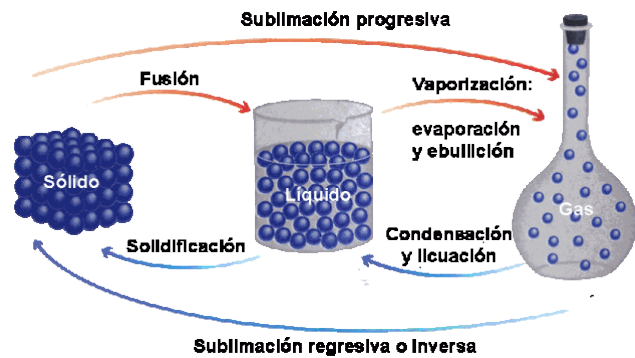 Sublimación progresiva
Fusión
Vaporización:
evaporación
y ebullición
Sólido
Líquido
Gas
Solidificación
Condensación
y licuación
Sublimación regresiva o inversa